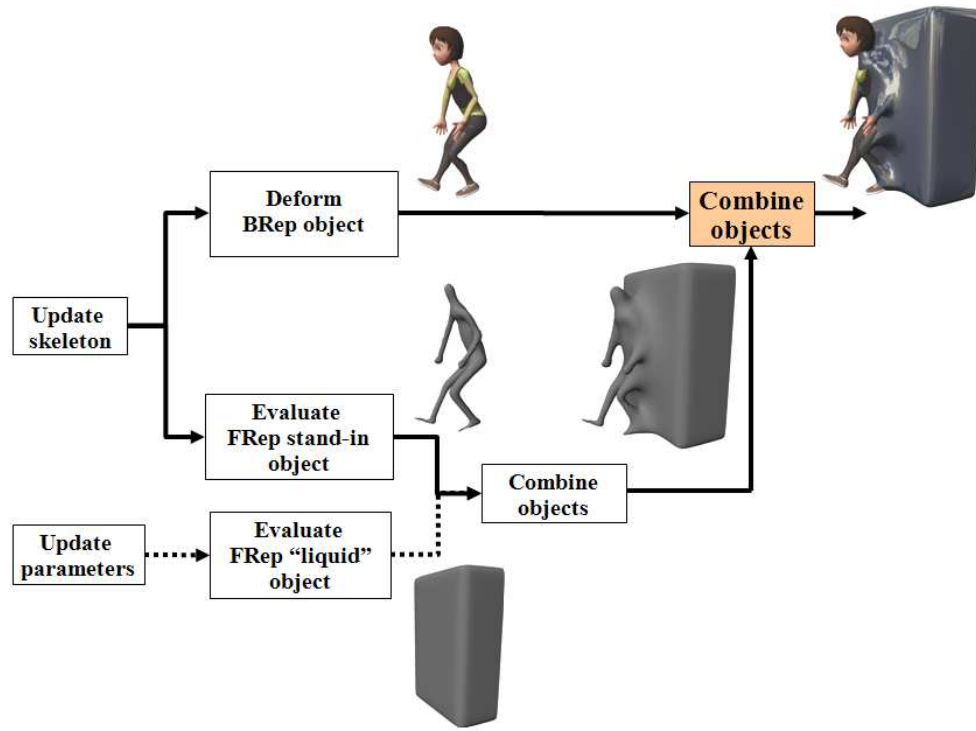 Deform
BRep object
Combine
objects
Update
skeleton
Evaluate
FRep stand-in
object
Combine
objects
Update
parameters
Evaluate
FRep “liquid”
object